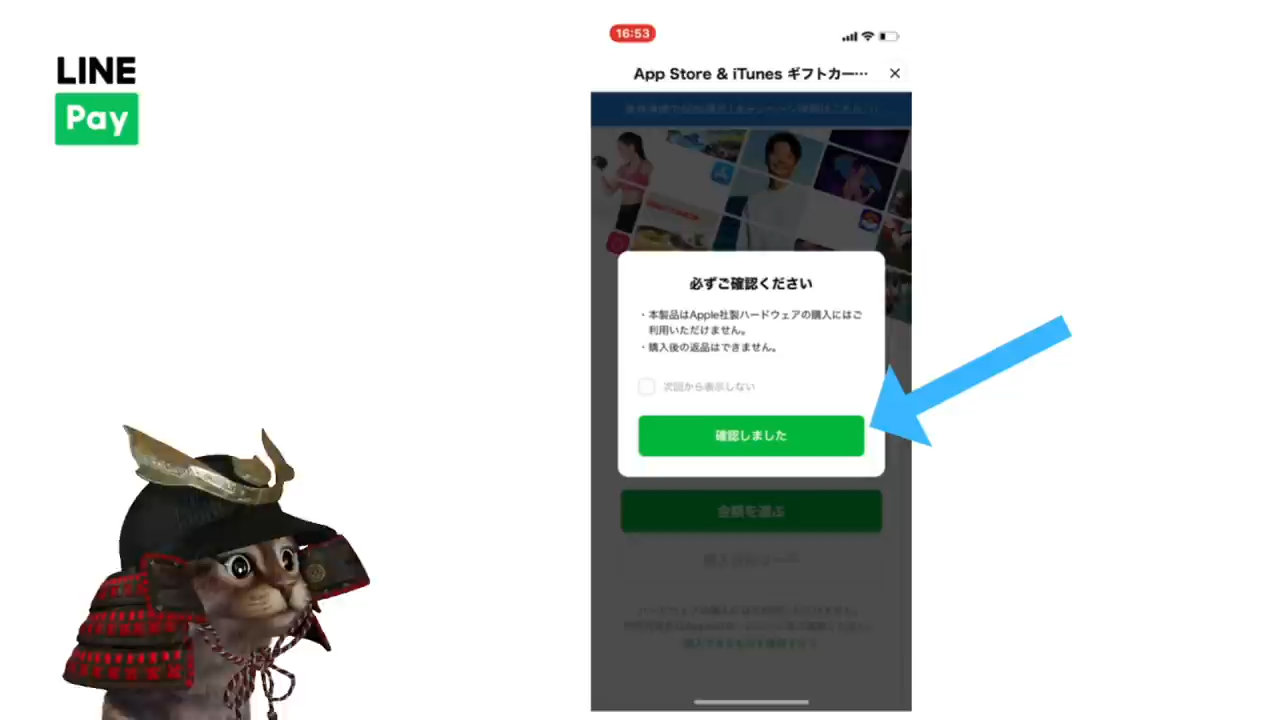 LINE
Pay
16:53
App Store & iTunes ギフトカー…
必ずご確認ください
・本製品はApple社製ハードウェアの購入にはご
利用いただけません。
・購入後の返品はできません。
次回から表示しない
確認しました
金額を選ぶ